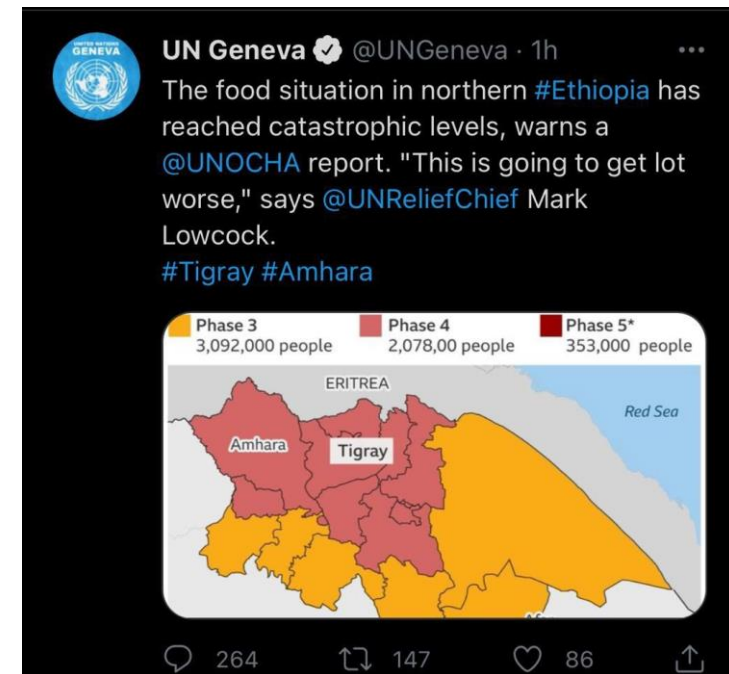 UNITED NATIONS
GENEVA
UN Geneva @UNGeneva · 1h
The food situation in northern #Ethiopia has
reached catastrophic levels, warns a
@UNOCHA report. "This is going to get lot
worse," says @UNReliefChief Mark
Lowcock.
#Tigray #Amhara
Phase 3 Phase 4 Phase 5*
3,092,000 people 2,078,00 people 353,000 people
ERITREA
Red Sea
Amhara
Tigray
264 147 86